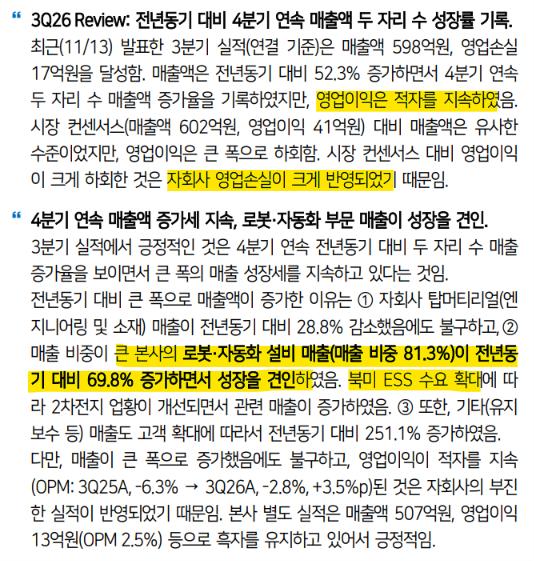 “ 3Q26 Review: 전년동기 대비 4분기 연속 매출액 두 자리 수 성장률 기록.
최근(11/13) 발표한 3분기 실적(연결 기준)은 매출액 598억원, 영업손실
17억원을 달성함. 매출액은 전년동기 대비 52.3% 증가하면서 4분기 연속
두 자리 수 매출액 증가율을 기록하였지만, 영업이익은 적자를 지속하였음.
시장 컨센서스(매출액 602억원, 영업이익 41억원) 대비 매출액은 유사한
수준이었지만, 영업이익은 큰 폭으로 하회함. 시장 컨센서스 대비 영업이익
이 크게 하회한 것은 자회사 영업손실이 크게 반영되었기 때문임.
“ 4분기 연속 매출액 증가세 지속, 로봇·자동화 부문 매출이 성장을 견인.
3분기 실적에서 긍정적인 것은 4분기 연속 전년동기 대비 두 자리 수 매출
증가율을 보이면서 큰 폭의 매출 성장세를 지속하고 있다는 것임.
전년동기 대비 큰 폭으로 매출액이 증가한 이유는 ① 자회사 탑머티리얼(엔
지니어링 및 소재) 매출이 전년동기 대비 28.8% 감소했음에도 불구하고, ②
매출 비중이 큰 본사의 로봇·자동화 설비 매출(매출 비중 81.3%)이 전년동
기 대비 69.8% 증가하면서 성장을 견인하였음. 북미 ESS 수요 확대에 따
라 2차전지 업황이 개선되면서 관련 매출이 증가하였음. ③ 또한, 기타(유지
보수 등) 매출도 고객 확대에 따라서 전년동기 대비 251.1% 증가하였음.
다만, 매출이 큰 폭으로 증가했음에도 불구하고, 영업이익이 적자를 지속
(OPM: 3Q25A, -6.3% → 3Q26A, -2.8%, +3.5%p)된 것은 자회사의 부진
한 실적이 반영되었기 때문임. 본사 별도 실적은 매출액 507억원, 영업이익
13억원(OPM 2.5%) 등으로 흑자를 유지하고 있어서 긍정적임.